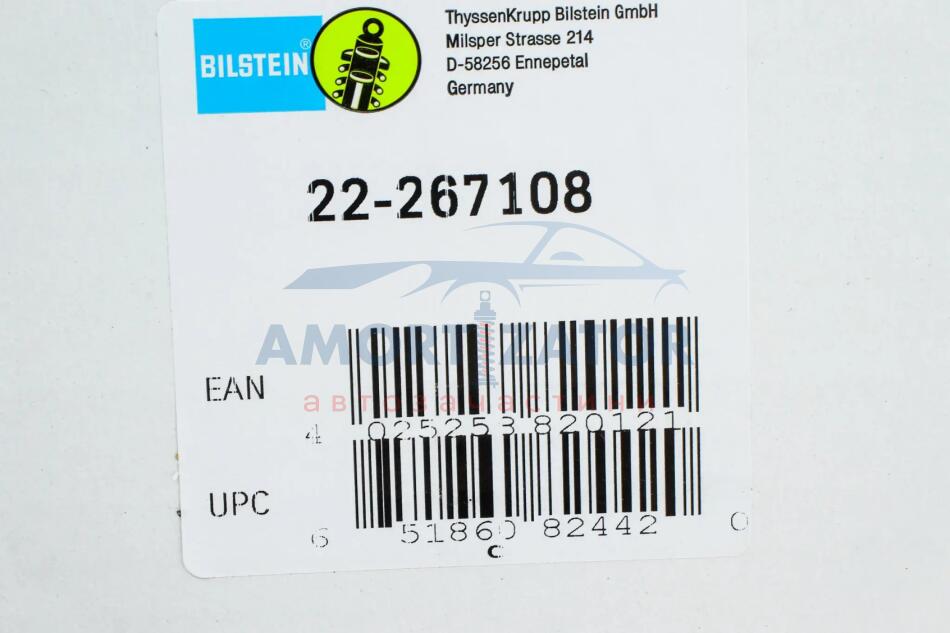 BILSTEIN®
ThyssenKrupp Bilstein GmbH
Milsper Strasse 214
D-58256 Ennepetal
Germany
22-267108
AMORTIZATOR
автозапчастини
EAN
4 025253 820121
UPC
6 51860 82442 0
C